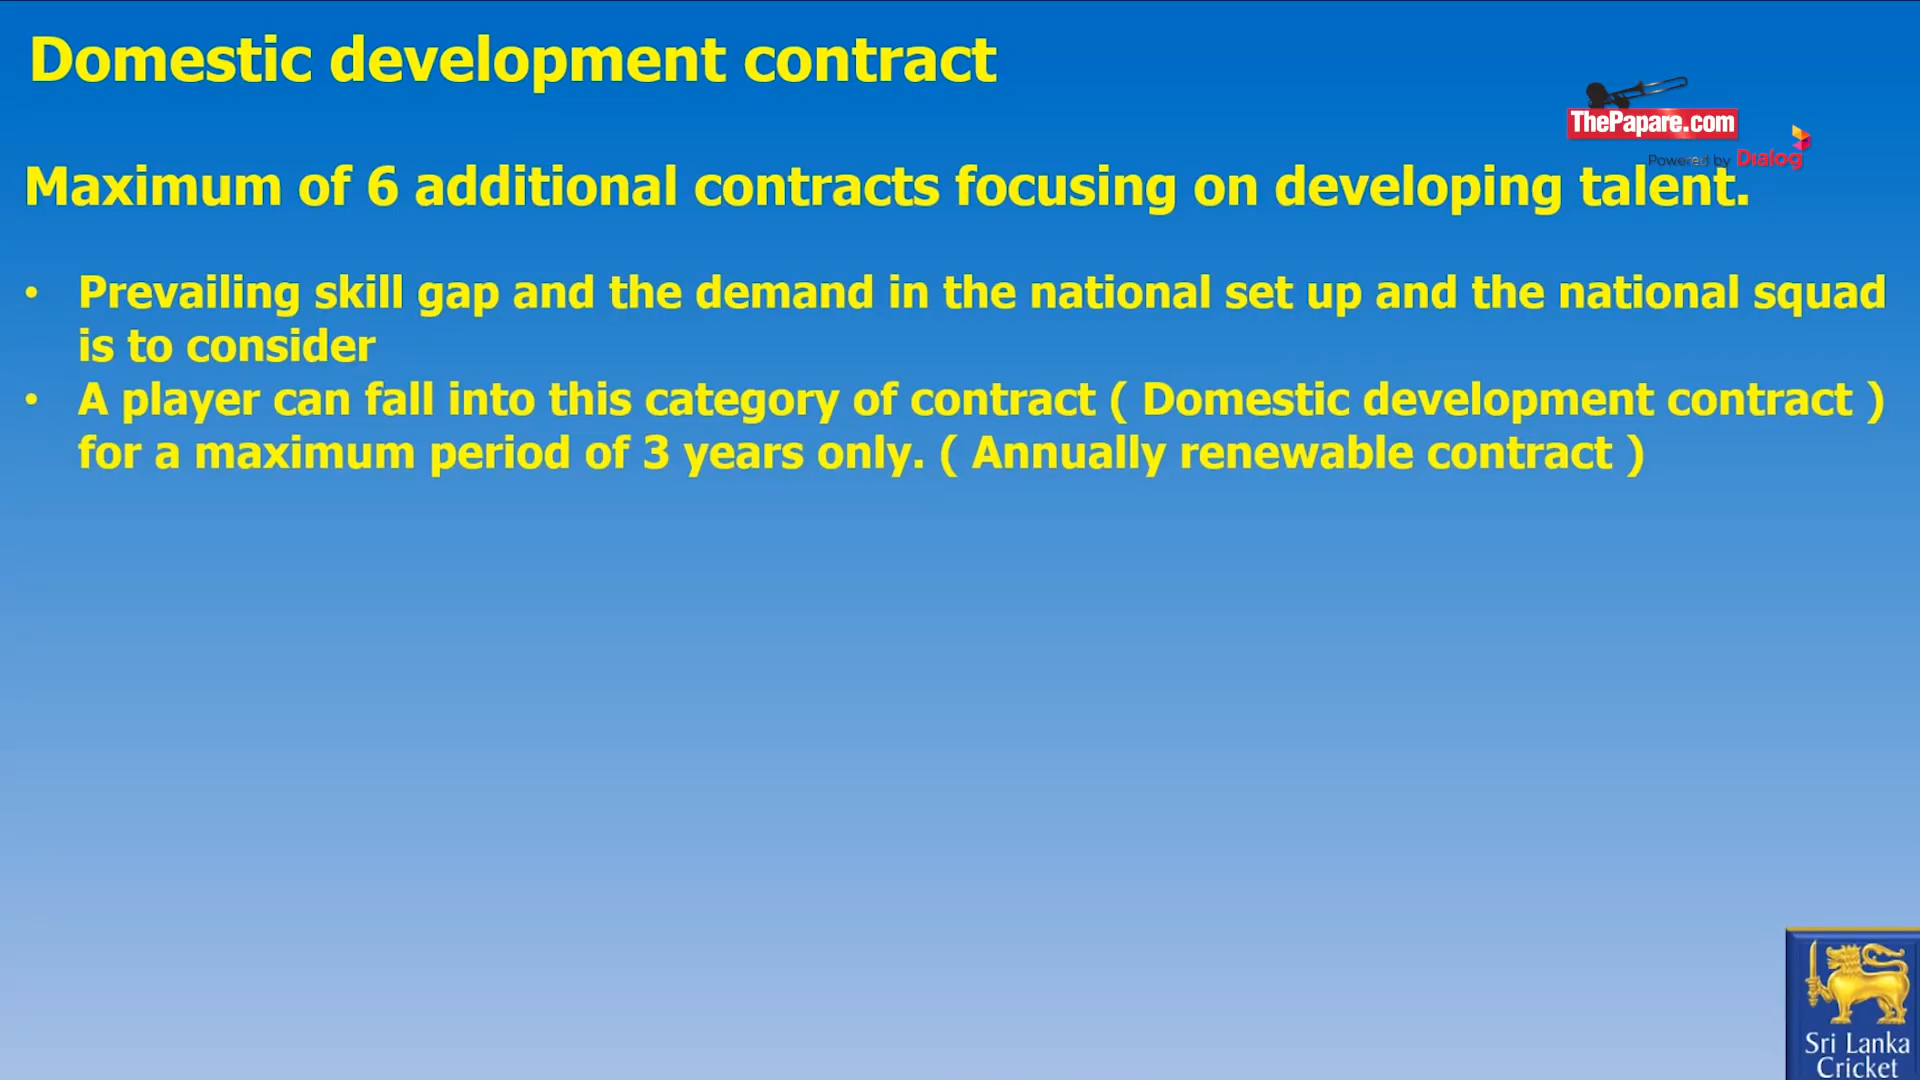 Domestic development contract
ThePapare.com
Powered by Dialog
Maximum of 6 additional contracts focusing on developing talent.
• Prevailing skill gap and the demand in the national set up and the national squad
is to consider
• A player can fall into this category of contract ( Domestic development contract )
for a maximum period of 3 years only. ( Annually renewable contract )
Sri Lanka
Cricket